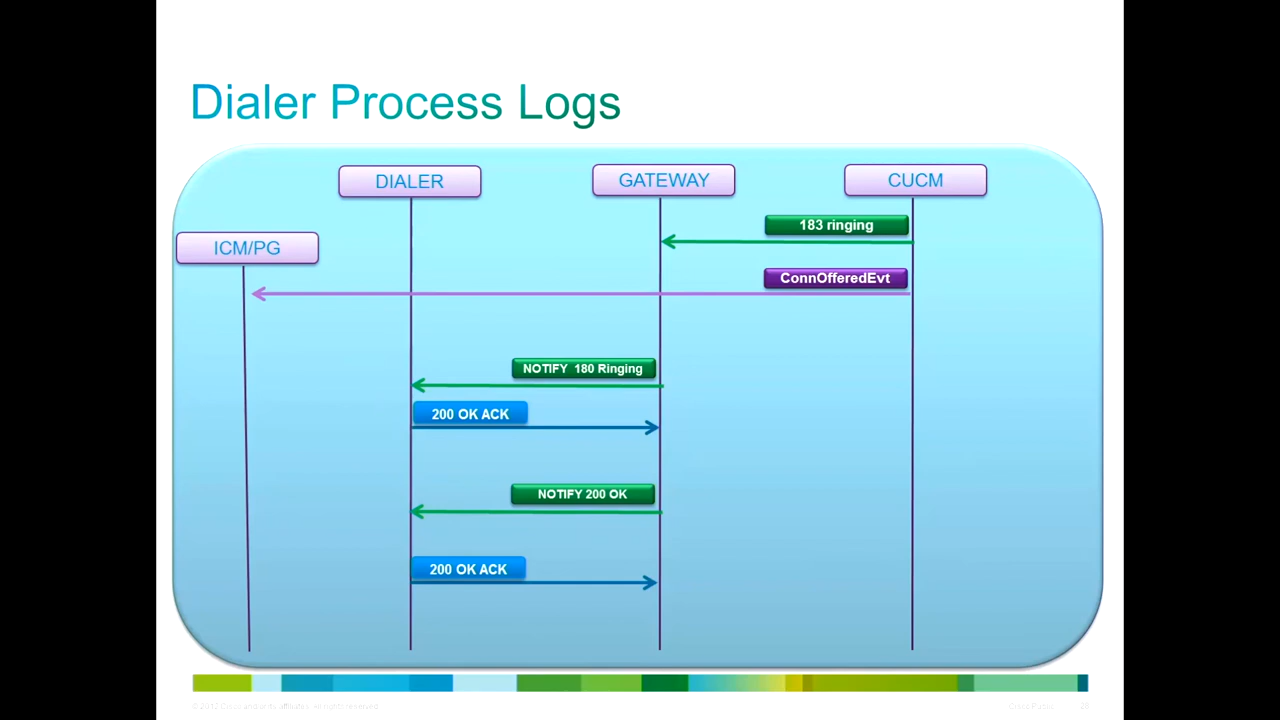 Dialer Process Logs
DIALER
GATEWAY
CUCM
183 ringing
ICM/PG
ConnOfferedEvt
NOTIFY 180 Ringing
200 OK ACK
NOTIFY 200 OK
200 OK ACK